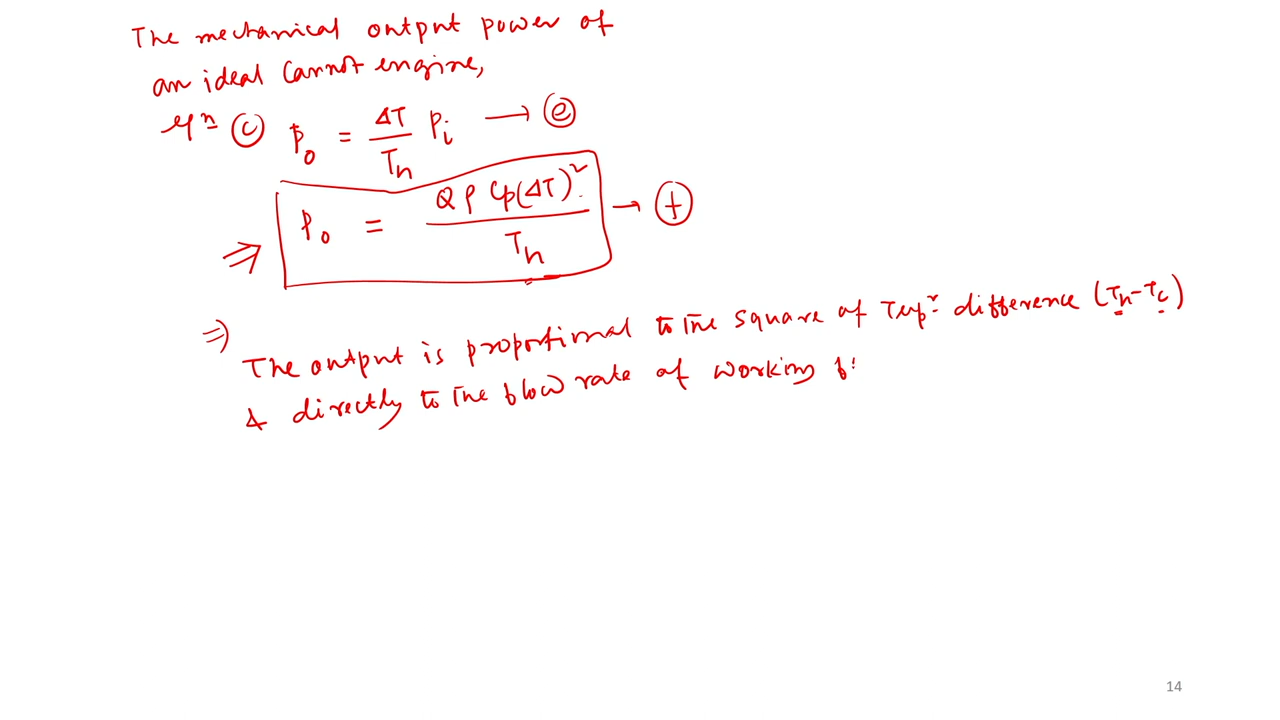 The mechanical output power of
an ideal Carnot engine,
eqn (c) P₀ = ΔT/Tₕ Pᵢ → (e)
⇒ P₀ = Qρ Cp(ΔT)²/Tₕ → (f)
⇒ The output is proportional to the square of Tempr. difference (Tₕ-T꜀)
& directly to the flow rate of working f
14